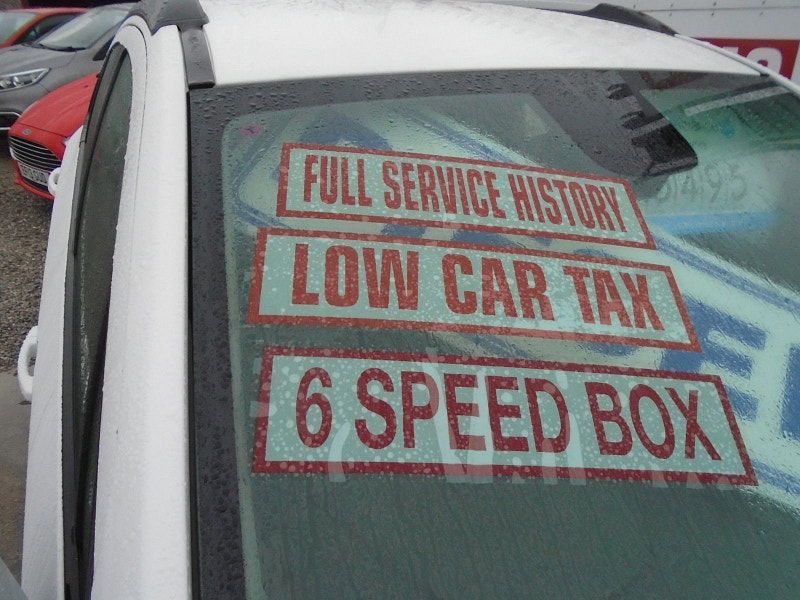 FULL SERVICE HISTORY
LOW CAR TAX
6 SPEED BOX